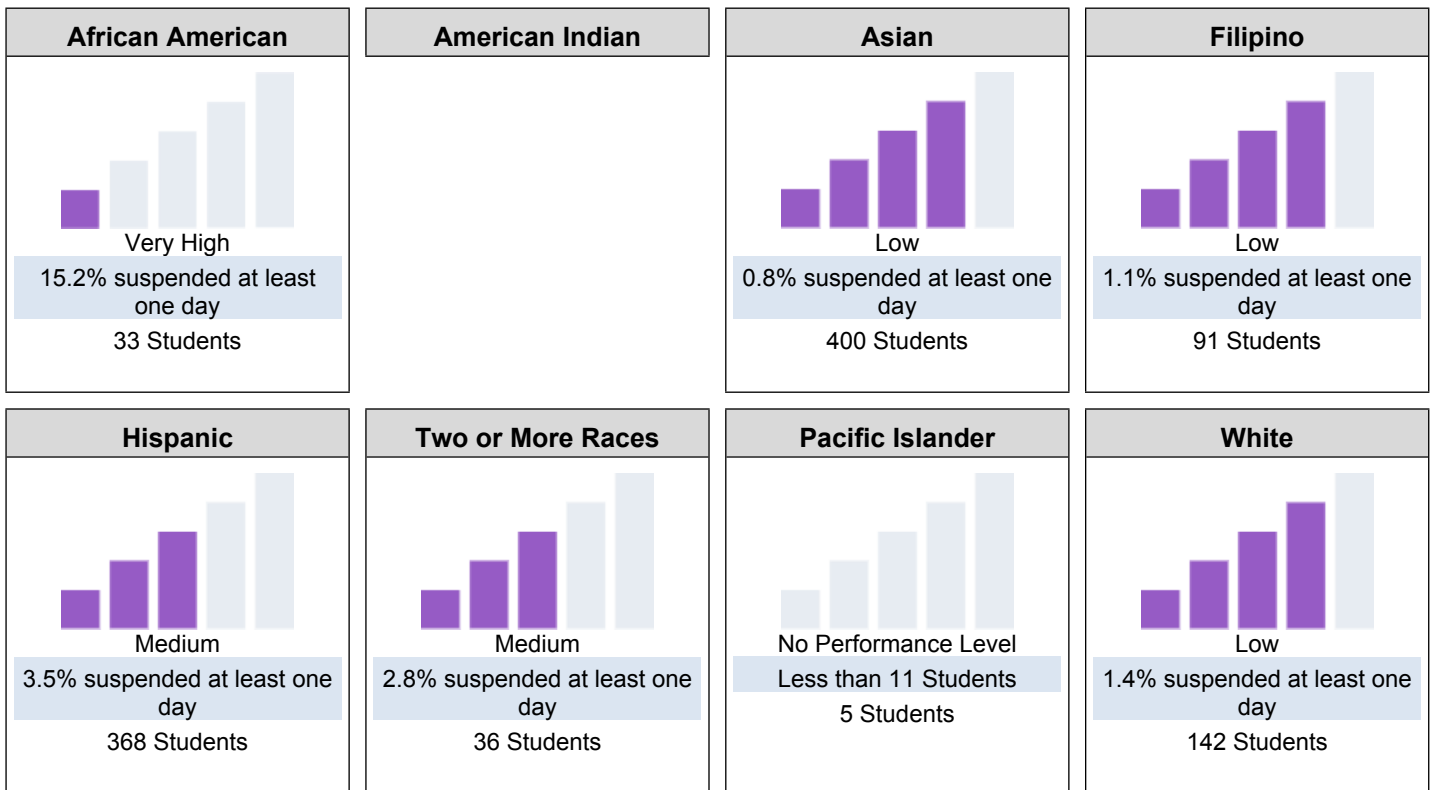 African American
Very High
15.2% suspended at least
one day
33 Students
American Indian
Asian
Low
0.8% suspended at least one
day
400 Students
Filipino
Low
1.1% suspended at least one
day
91 Students
Hispanic
Medium
3.5% suspended at least one
day
368 Students
Two or More Races
Medium
2.8% suspended at least one
day
36 Students
Pacific Islander
No Performance Level
Less than 11 Students
5 Students
White
Low
1.4% suspended at least one
day
142 Students